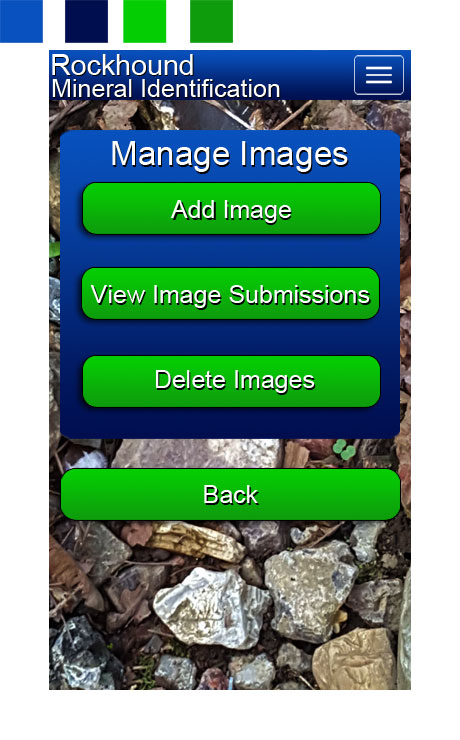 Rockhound
Mineral Identification
Manage Images
Add Image
View Image Submissions
Delete Images
Back